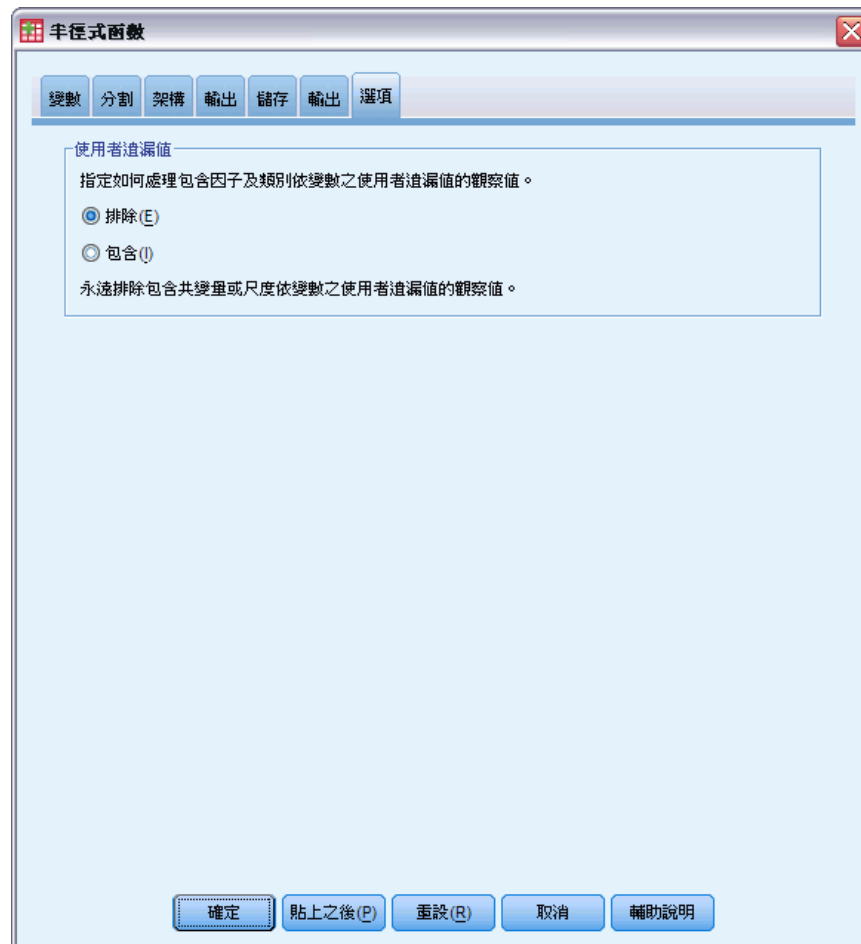 半徑式函數
變數 分割 架構 輸出 儲存 輸出 選項
使用者遺漏值
指定如何處理包含因子及類別依變數之使用者遺漏值的觀察值。
排除(E)
包含(I)
永遠排除包含共變量或尺度依變數之使用者遺漏值的觀察值。
確定 貼上之後(P) 重設(R) 取消 輔助說明